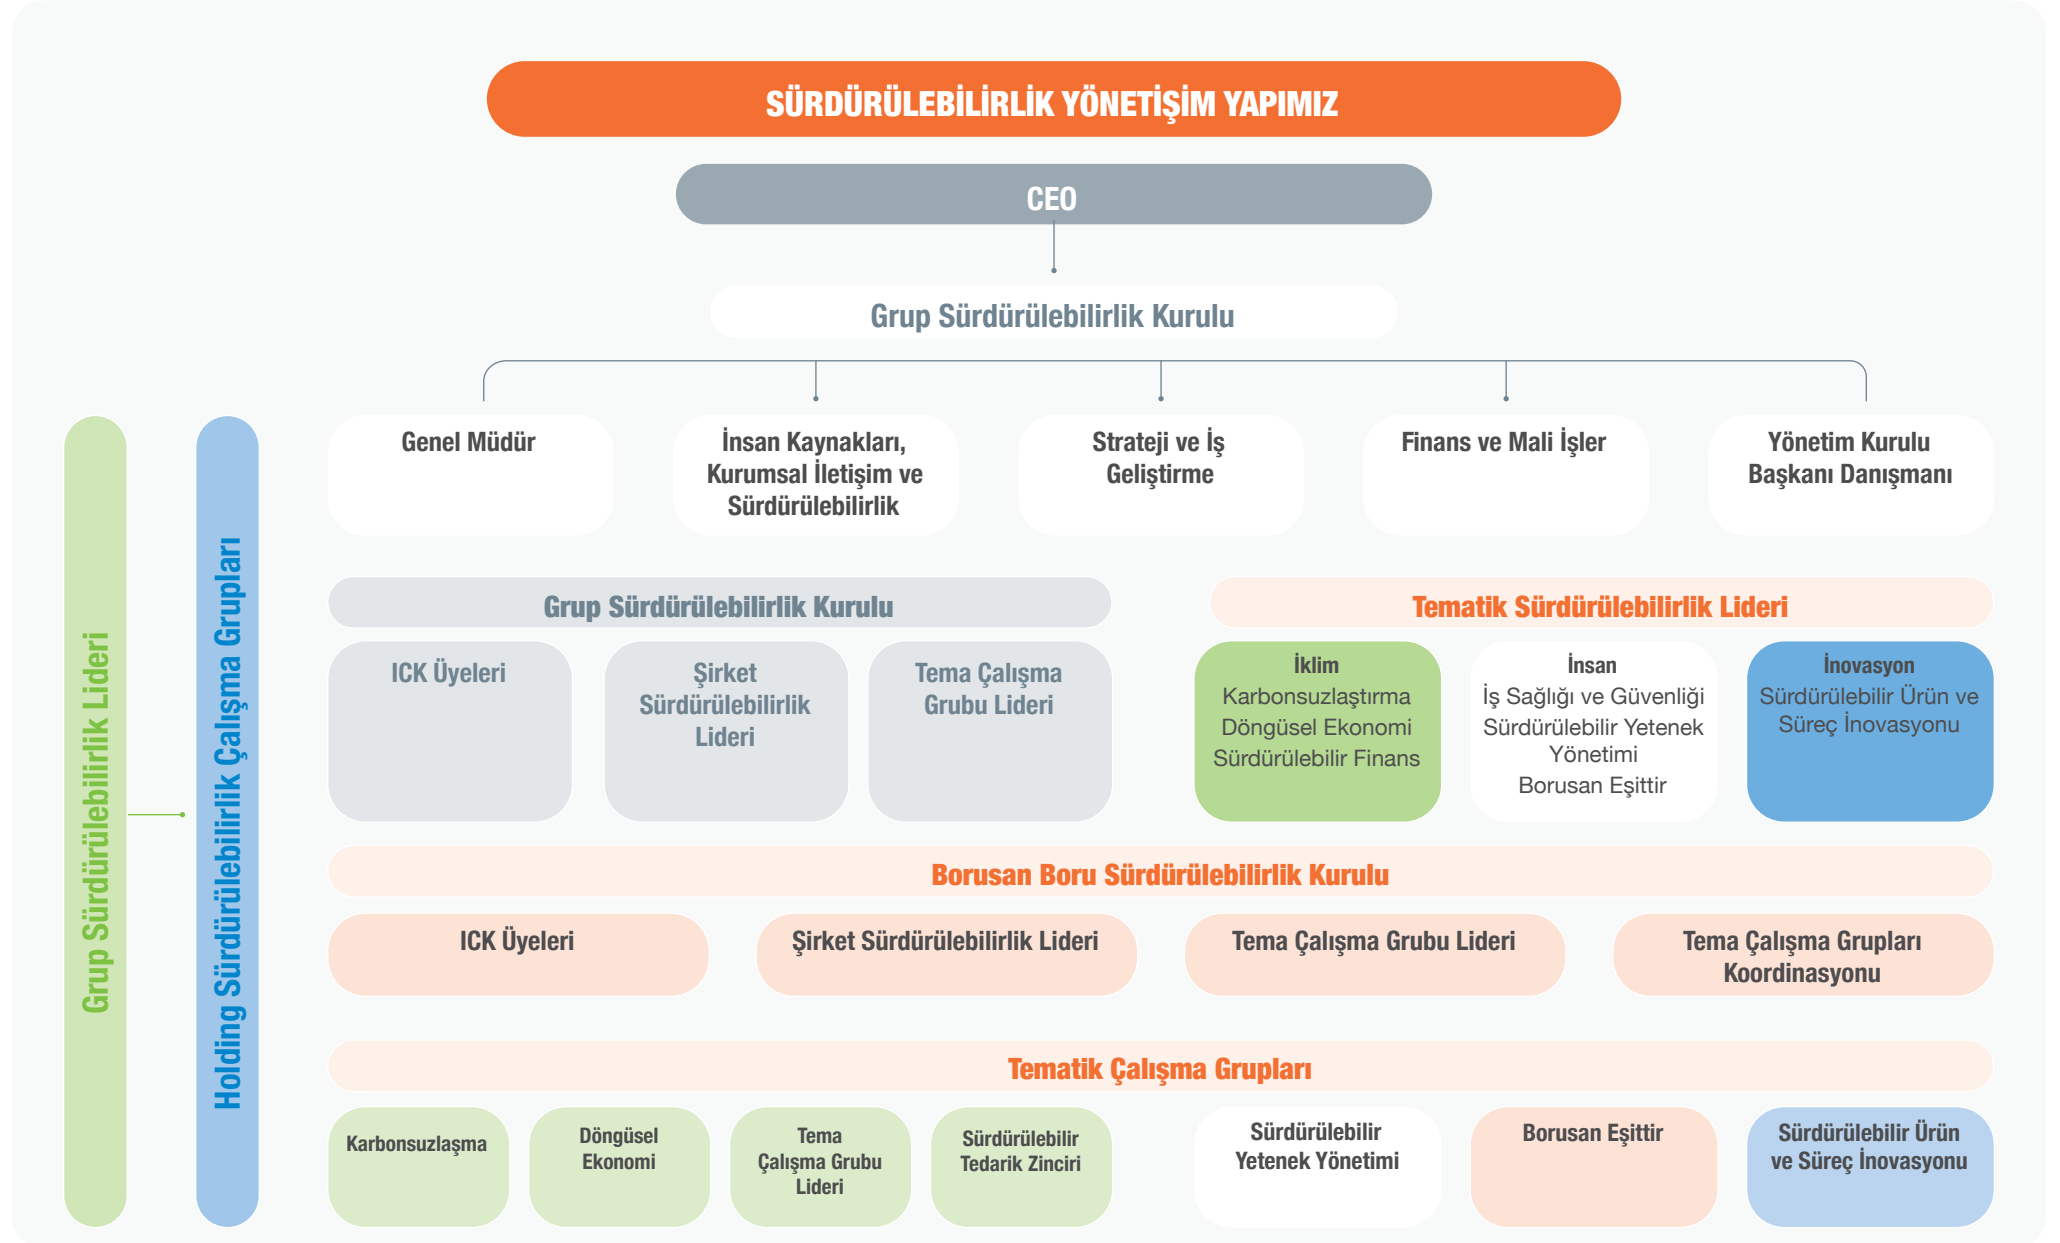 SÜRDÜRÜLEBİLİRLİK YÖNETİŞİM YAPIMIZ
CEO
Grup Sürdürülebilirlik Kurulu
Genel Müdür
İnsan Kaynakları,
Kurumsal İletişim ve
Sürdürülebilirlik
Strateji ve İş
Geliştirme
Finans ve Mali İşler
Yönetim Kurulu
Başkanı Danışmanı
Grup Sürdürülebilirlik Lideri
Holding Sürdürülebilirlik Çalışma Grupları
Grup Sürdürülebilirlik Kurulu
ICK Üyeleri
Şirket
Sürdürülebilirlik
Lideri
Tema Çalışma
Grubu Lideri
Tematik Sürdürülebilirlik Lideri
İklim
Karbonsuzlaştırma
Döngüsel Ekonomi
Sürdürülebilir Finans
İnsan
İş Sağlığı ve Güvenliği
Sürdürülebilir Yetenek
Yönetimi
Borusan Eşittir
İnovasyon
Sürdürülebilir Ürün ve
Süreç İnovasyonu
Borusan Boru Sürdürülebilirlik Kurulu
ICK Üyeleri
Şirket Sürdürülebilirlik Lideri
Tema Çalışma Grubu Lideri
Tema Çalışma Grupları
Koordinasyonu
Tematik Çalışma Grupları
Karbonsuzlaşma
Döngüsel
Ekonomi
Tema
Çalışma Grubu
Lideri
Sürdürülebilir
Tedarik Zinciri
Sürdürülebilir
Yetenek Yönetimi
Borusan Eşittir
Sürdürülebilir Ürün
ve Süreç İnovasyonu